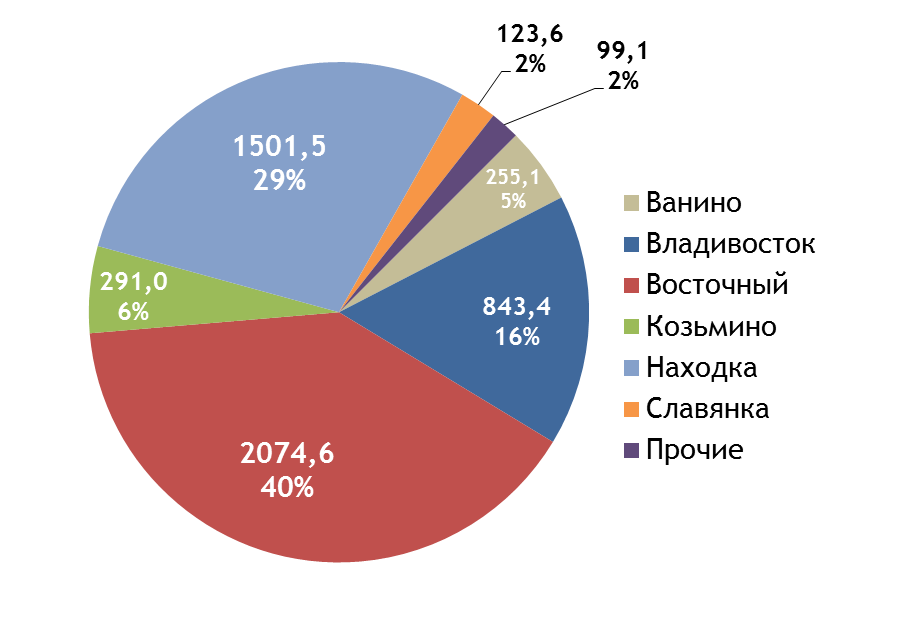 123,6
2%
99,1
2%
1501,5
29%
255,1
5%
291,0
6%
843,4
16%
2074,6
40%
Ванино
Владивосток
Восточный
Козьмино
Находка
Славянка
Прочие